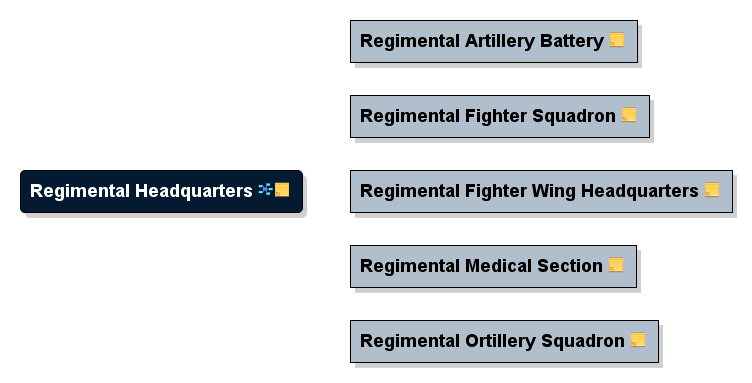 Regimental Artillery Battery
Regimental Fighter Squadron
Regimental Headquarters
Regimental Fighter Wing Headquarters
Regimental Medical Section
Regimental Ortillery Squadron